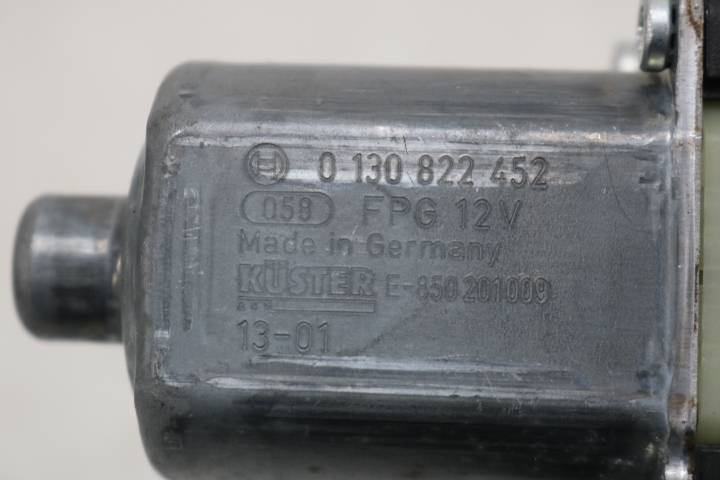 0 130 822 452
058 FPG 12V
Made in Germany
KÜSTER E-850 201009
13-01